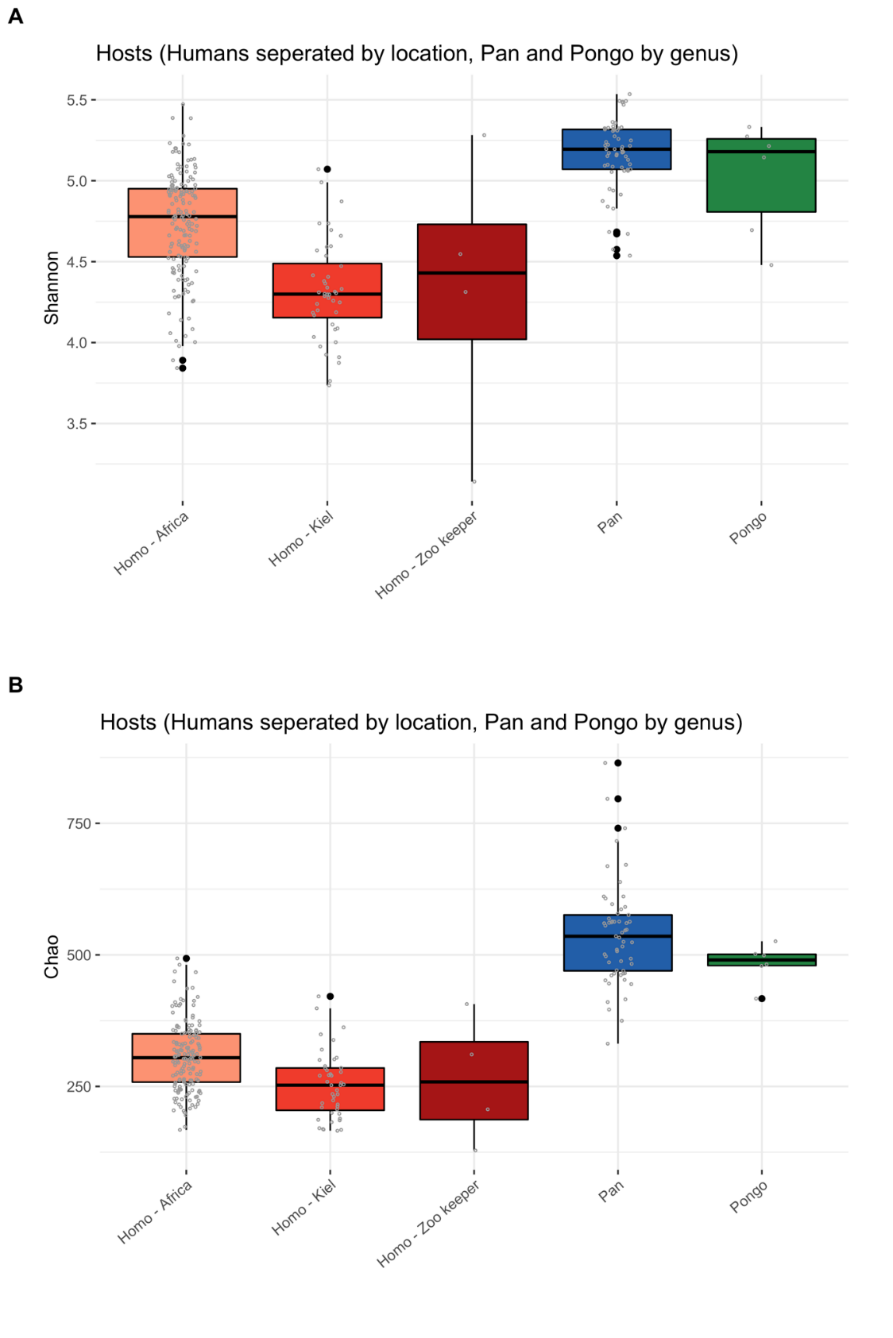 A
Hosts (Humans seperated by location, Pan and Pongo by genus)
5.5
5.0
4.5
4.0
3.5
Shannon
Homo - Africa
Homo - Kiel
Homo - Zoo keeper
Pan
Pongo
B
Hosts (Humans seperated by location, Pan and Pongo by genus)
750
500
250
Chao
Homo - Africa
Homo - Kiel
Homo - Zoo keeper
Pan
Pongo